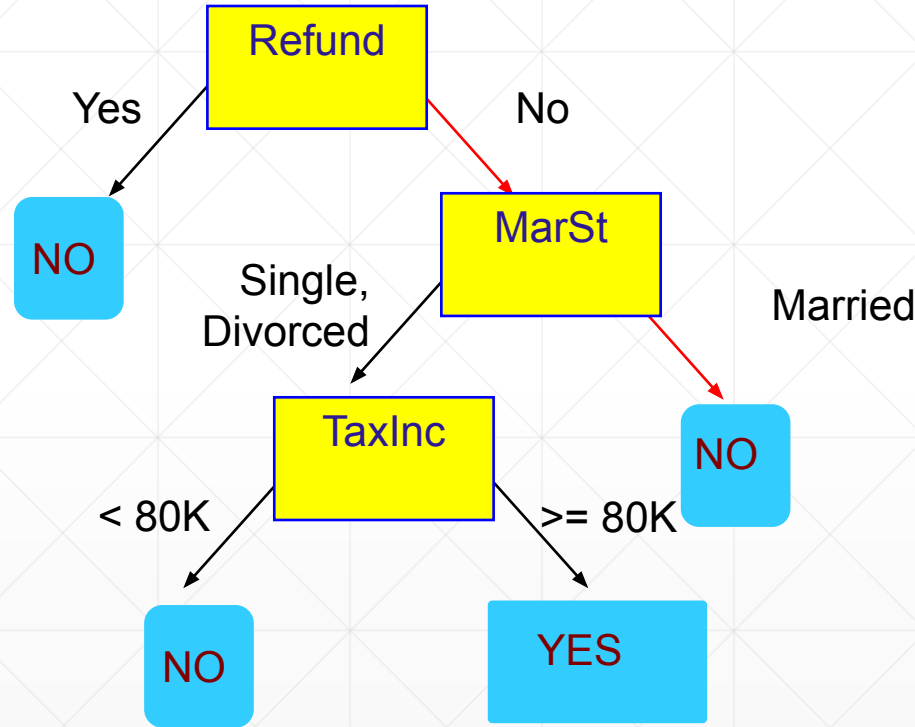 Refund
Yes
No
NO
MarSt
Single,
Divorced
Married
TaxInc
NO
< 80K
>= 80K
NO
YES